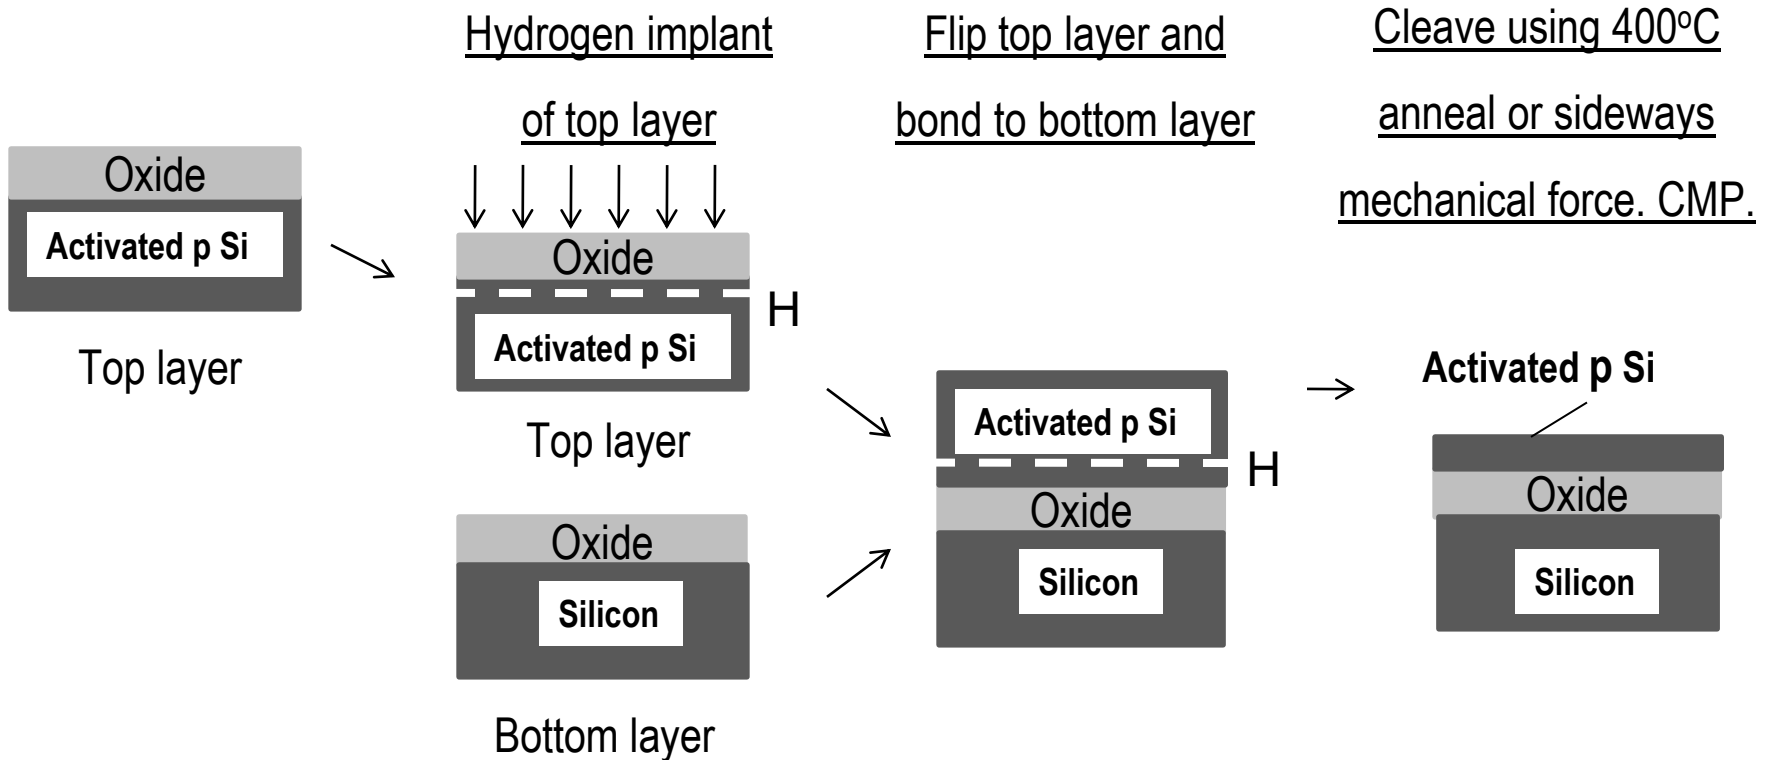 Hydrogen implant
of top layer
Flip top layer and
bond to bottom layer
Cleave using 400ºC
anneal or sideways
mechanical force. CMP.
Oxide
Activated p Si
Top layer
Oxide
H
Activated p Si
Top layer
Oxide
Silicon
Bottom layer
Activated p Si
H
Oxide
Silicon
Activated p Si
Oxide
Silicon